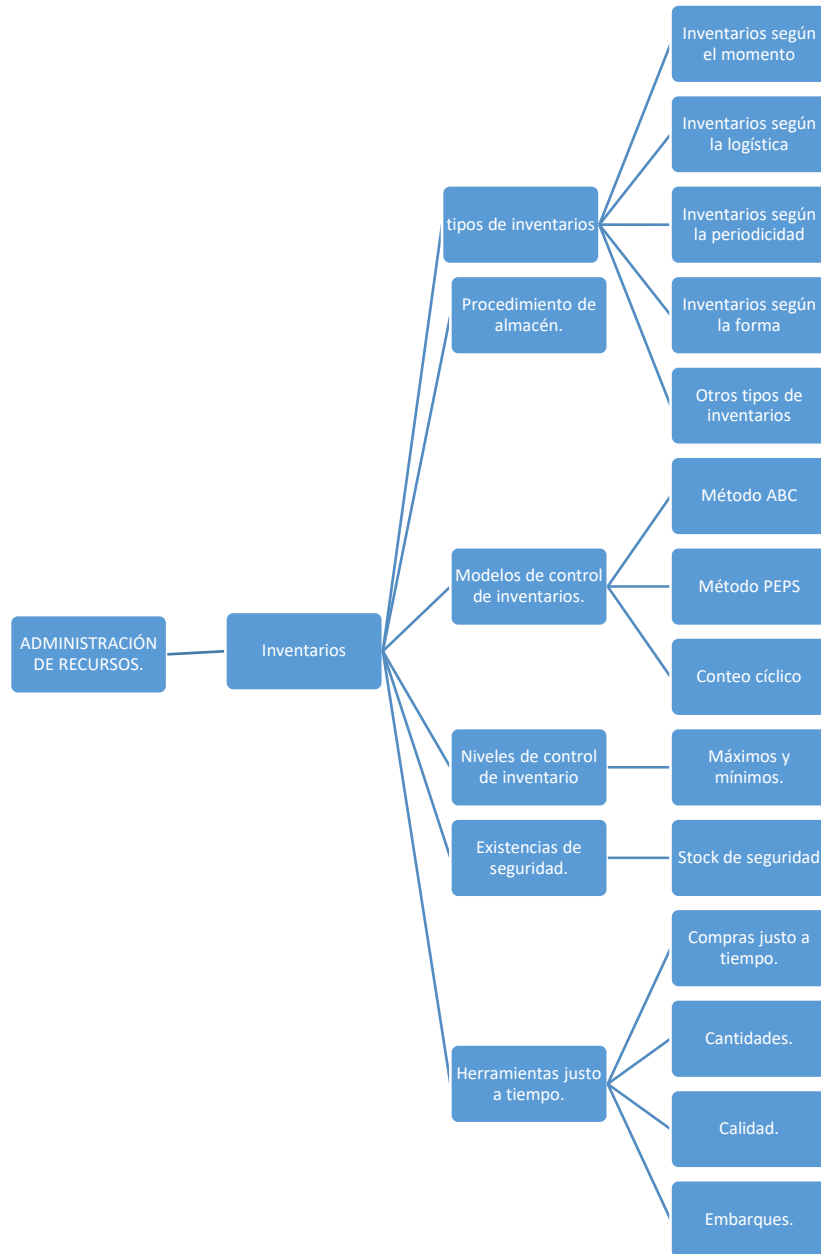 ADMINISTRACIÓN
DE RECURSOS.
Inventarios
tipos de inventarios
Inventarios según
el momento
Inventarios según
la logística
Inventarios según
la periodicidad
Inventarios según
la forma
Otros tipos de
inventarios
Procedimiento de
almacén.
Modelos de control
de inventarios.
Método ABC
Método PEPS
Conteo cíclico
Niveles de control
de inventario
Máximos y
mínimos.
Existencias de
seguridad.
Stock de seguridad
Herramientas justo
a tiempo.
Compras justo a
tiempo.
Cantidades.
Calidad.
Embarques.